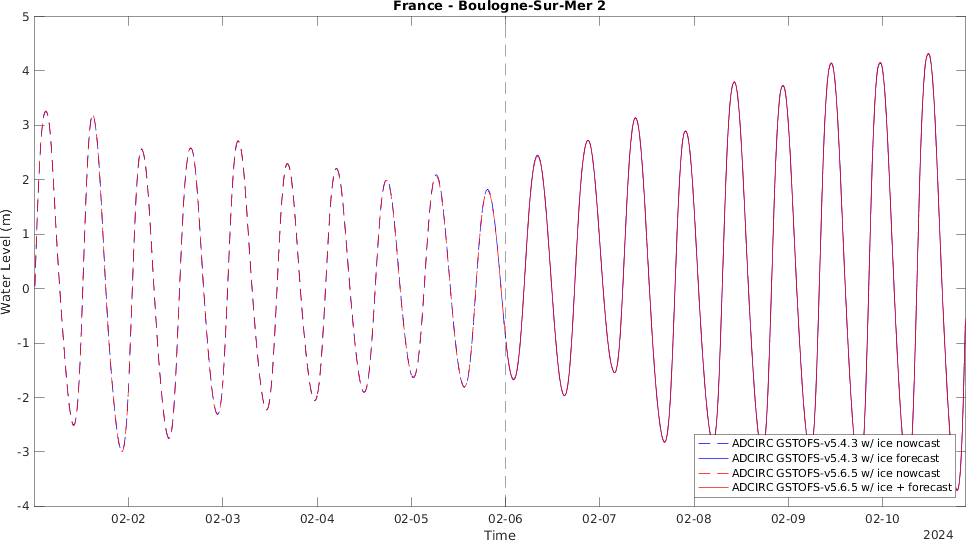 France - Boulogne-Sur-Mer 2
5
4
3
2
1
0
-1
-2
-3
-4
Water Level (m)
ADCIRC GSTOFS-v5.4.3 w/ ice nowcast
ADCIRC GSTOFS-v5.4.3 w/ ice forecast
ADCIRC GSTOFS-v5.6.5 w/ ice nowcast
ADCIRC GSTOFS-v5.6.5 w/ ice + forecast
02-02 02-03 02-04 02-05 02-06 02-07 02-08 02-09 02-10
Time
2024